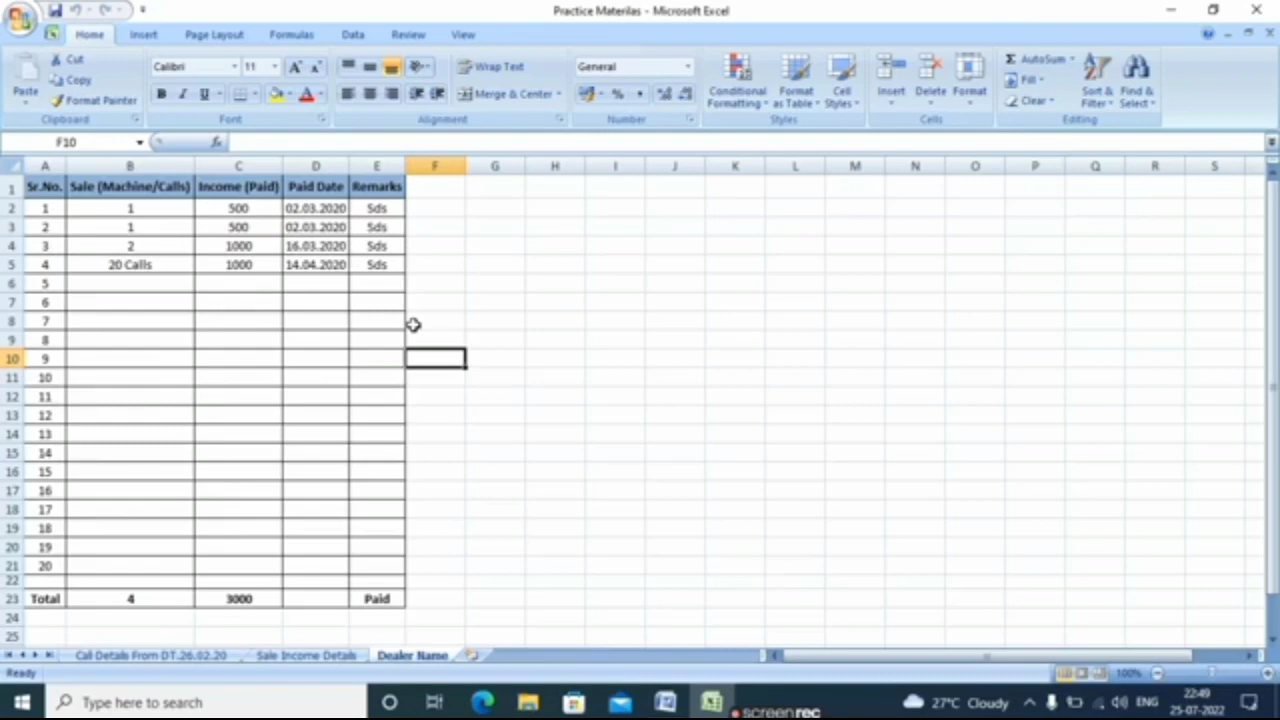 Practice Materilas - Microsoft Excel
Home Insert Page Layout Formulas Data Review View
Paste Cut Copy Format Painter
Clipboard
Calibri 11 A A
B I U A
Font
Wrap Text
Merge & Center
Alignment
General
%
Number
Conditional Formatting Format as Table Cell Styles
Styles
Insert Delete Format
Cells
Σ AutoSum
Fill
Clear
Sort & Filter Find & Select
Editing
F10 fx
A B C D E F G H I J K L M N O P Q R S
1 Sr.No. Sale (Machine/Calls) Income (Paid) Paid Date Remarks
2 1 1 500 02.03.2020 Sds
3 2 1 500 02.03.2020 Sds
4 3 2 1000 16.03.2020 Sds
5 4 20 Calls 1000 14.04.2020 Sds
6 5
7 6
8 7
9 8
10 9
11 10
12 11
13 12
14 13
15 14
16 15
17 16
18 17
19 18
20 19
21 20
22
23 Total 4 3000 Paid
24
25
Call Details From DT.26.02.20 Sale Income Details Dealer Name
Ready 100%
Type here to search
27°C Cloudy ENG 22:49
25-07-2022
screenrec